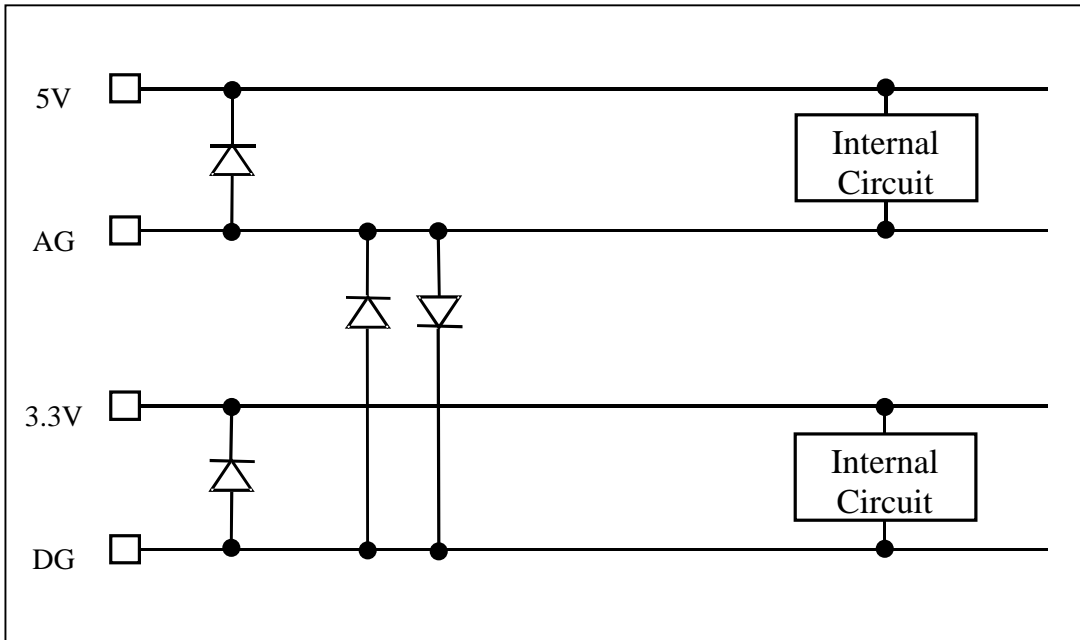 5V
Internal
Circuit
AG
3.3V
Internal
Circuit
DG